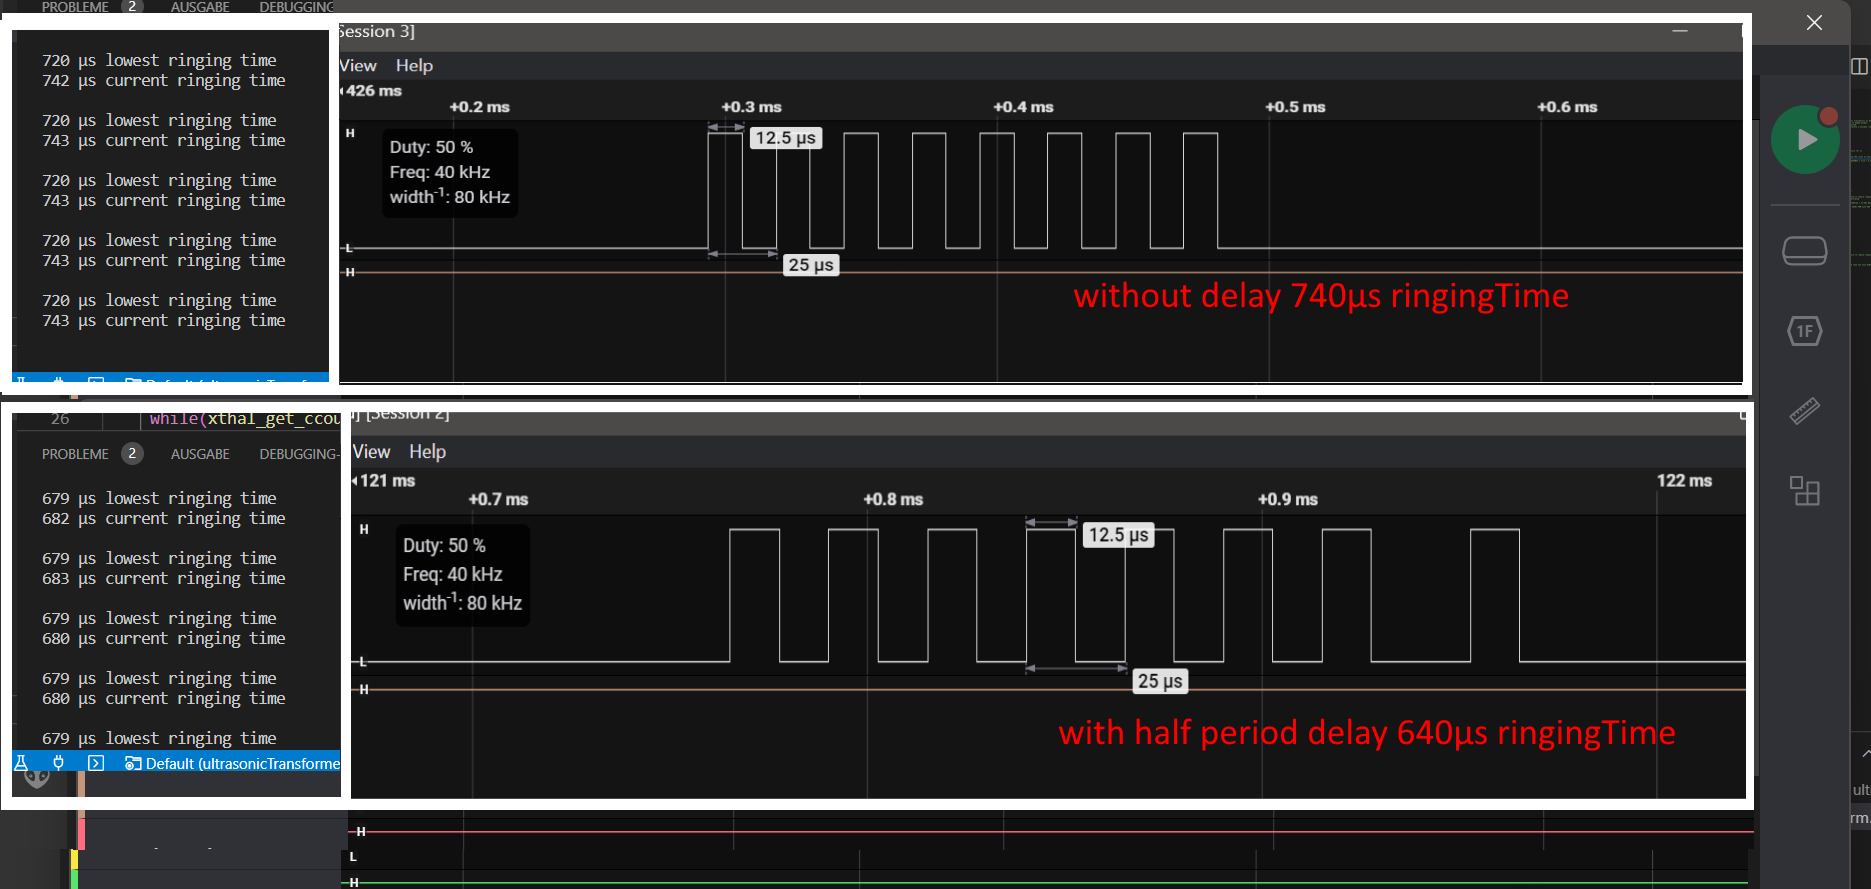 PROBLEME 2 AUSGABE DEBUGGING
720 µs lowest ringing time
742 µs current ringing time
720 µs lowest ringing time
743 µs current ringing time
720 µs lowest ringing time
743 µs current ringing time
720 µs lowest ringing time
743 µs current ringing time
720 µs lowest ringing time
743 µs current ringing time
Session 3]
View Help
426 ms
+0.2 ms +0.3 ms +0.4 ms +0.5 ms +0.6 ms
H
Duty: 50 %
Freq: 40 kHz
width-1: 80 kHz
12.5 µs
L
25 µs
H
without delay 740µs ringingTime
1F
26 while(xthal_get_ccou
PROBLEME 2 AUSGABE DEBUGGING-
679 µs lowest ringing time
682 µs current ringing time
679 µs lowest ringing time
683 µs current ringing time
679 µs lowest ringing time
680 µs current ringing time
679 µs lowest ringing time
680 µs current ringing time
679 µs lowest ringing time
Default (ultrasonicTransforme
] [Session 2]
View Help
121 ms
+0.7 ms +0.8 ms +0.9 ms
122 ms
H
Duty: 50 %
Freq: 40 kHz
width-1: 80 kHz
12.5 µs
L
25 µs
H
with half period delay 640µs ringingTime
ult
rm.
H
L
H